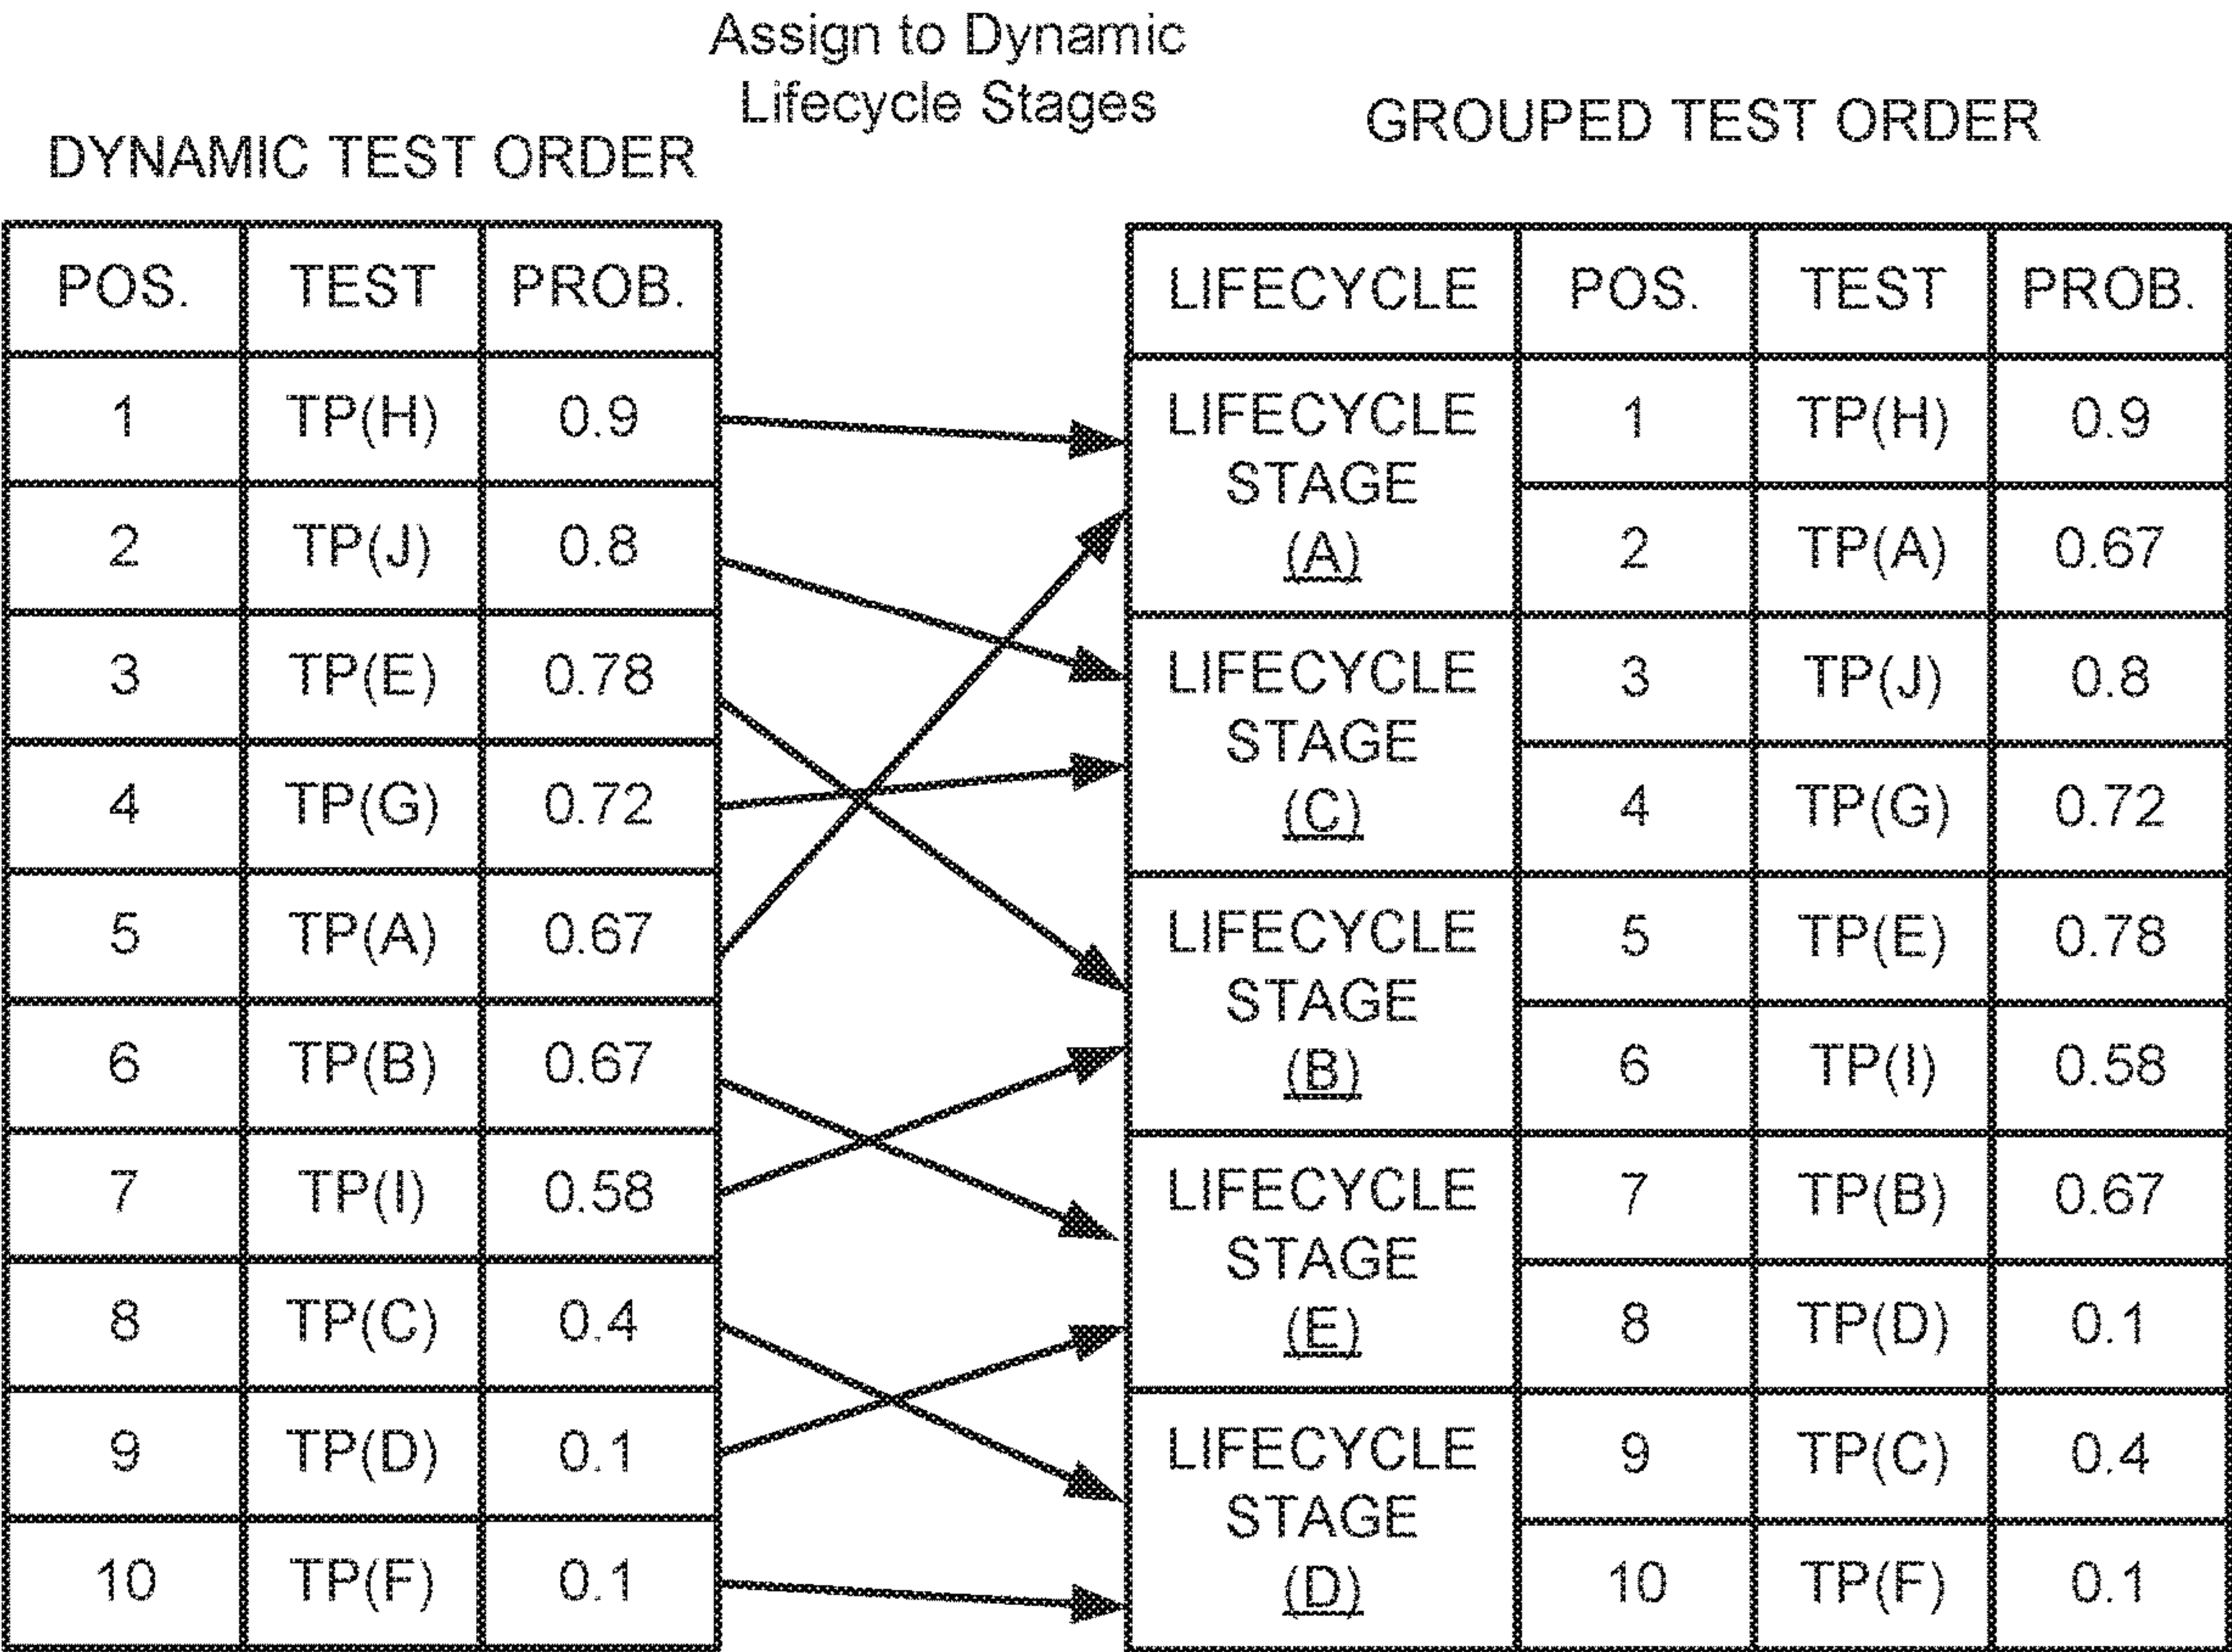 Assign to Dynamic
Lifecycle Stages
DYNAMIC TEST ORDER
POS. TEST PROB.
1 TP(H) 0.9
2 TP(J) 0.8
3 TP(E) 0.78
4 TP(G) 0.72
5 TP(A) 0.67
6 TP(B) 0.67
7 TP(I) 0.58
8 TP(C) 0.4
9 TP(D) 0.1
10 TP(F) 0.1
GROUPED TEST ORDER
LIFECYCLE POS. TEST PROB.
LIFECYCLE
STAGE
(A)
1 TP(H) 0.9
2 TP(A) 0.67
LIFECYCLE
STAGE
(C)
3 TP(J) 0.8
4 TP(G) 0.72
LIFECYCLE
STAGE
(B)
5 TP(E) 0.78
6 TP(I) 0.58
LIFECYCLE
STAGE
(E)
7 TP(B) 0.67
8 TP(D) 0.1
LIFECYCLE
STAGE
(D)
9 TP(C) 0.4
10 TP(F) 0.1